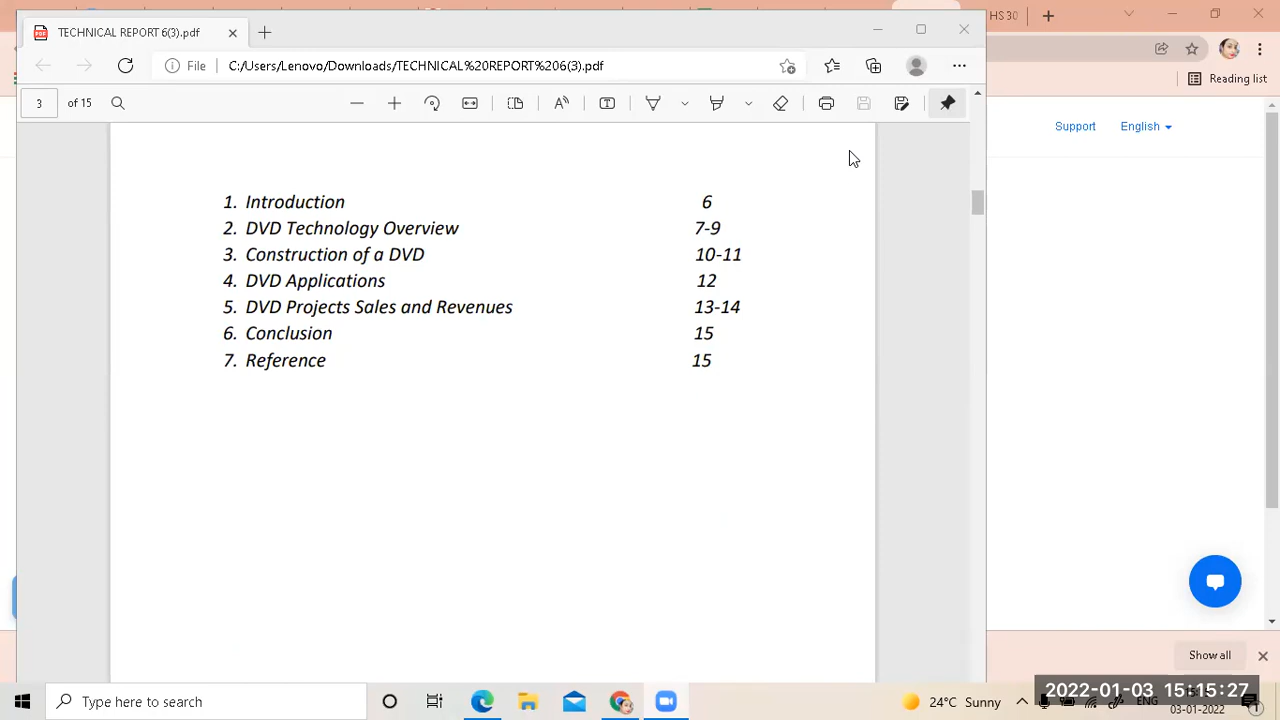 TECHNICAL REPORT 6(3).pdf
HS 30
File C:/Users/Lenovo/Downloads/TECHNICAL%20REPORT%206(3).pdf
Reading list
3 of 15
Support English
1. Introduction 6
2. DVD Technology Overview 7-9
3. Construction of a DVD 10-11
4. DVD Applications 12
5. DVD Projects Sales and Revenues 13-14
6. Conclusion 15
7. Reference 15
Show all
Type here to search
24°C Sunny
ENG
2022-01-03 15:15:27
03-01-2022